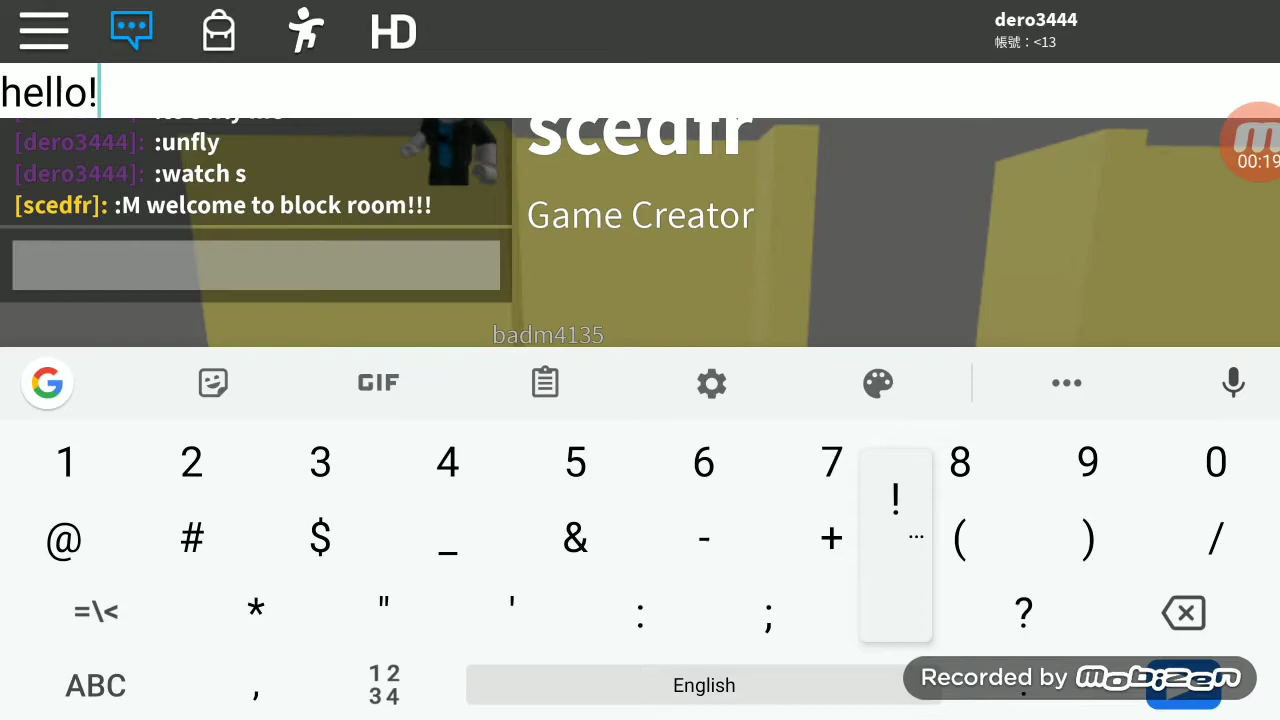 HD
dero3444
帳號：<13
hello!
[dero3444]: :unfly
[dero3444]: :watch s
[scedfr]: :M welcome to block room!!!
scedfr
Game Creator
badm4135
00:19
G GIF
1 2 3 4 5 6 7 8 9 0
@ # $ _ & - + ( ) /
! ...
=\< * " ' : ; ?
ABC , 12 34 English .
Recorded by mobizen